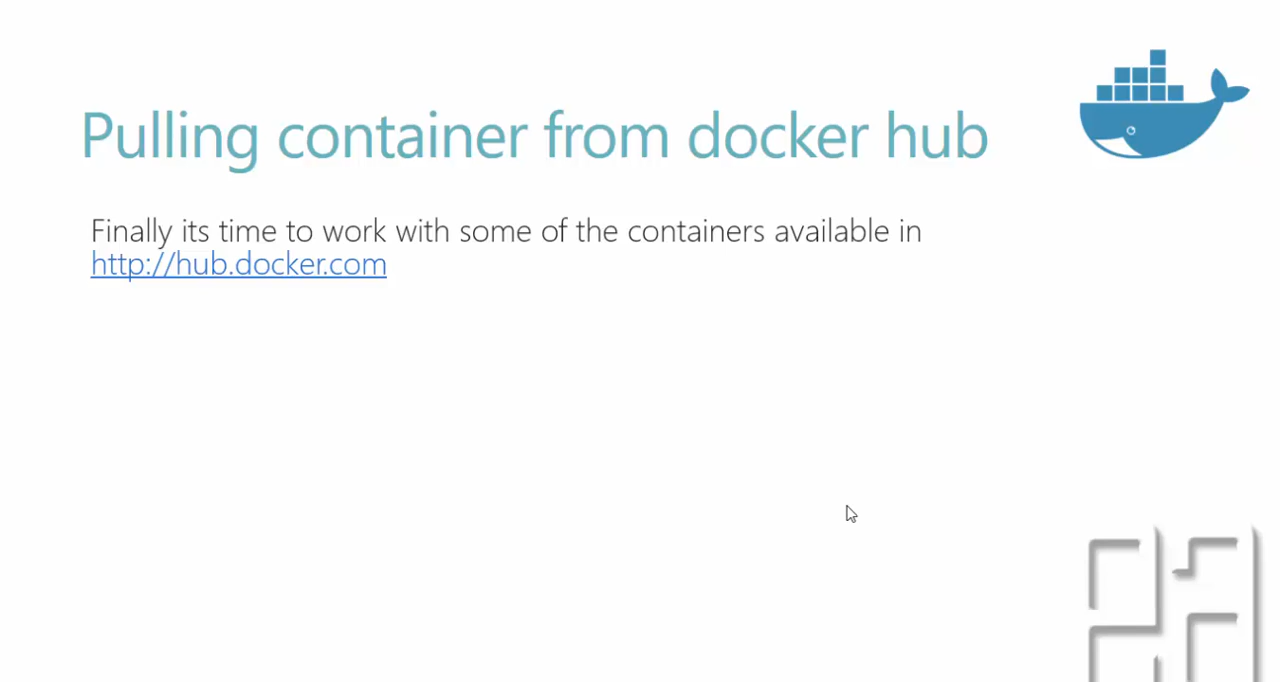 Pulling container from docker hub
Finally its time to work with some of the containers available in
http://hub.docker.com